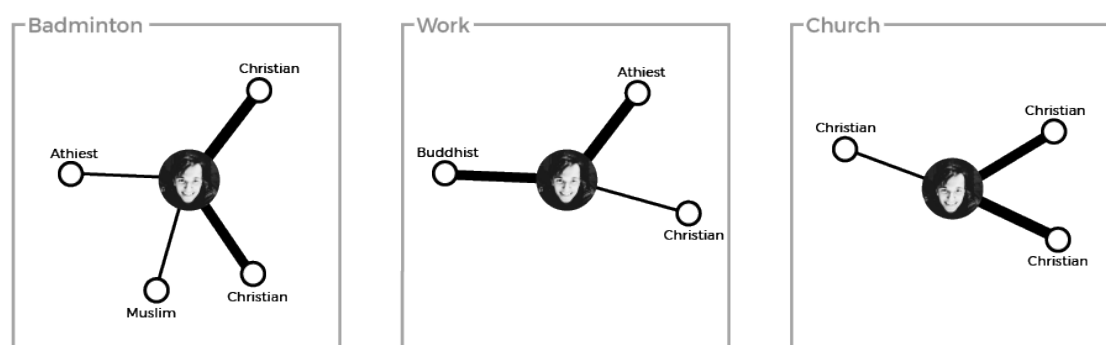 Badminton
Christian
Athiest
Christian
Muslim
Work
Athiest
Buddhist
Christian
Church
Christian
Christian
Christian